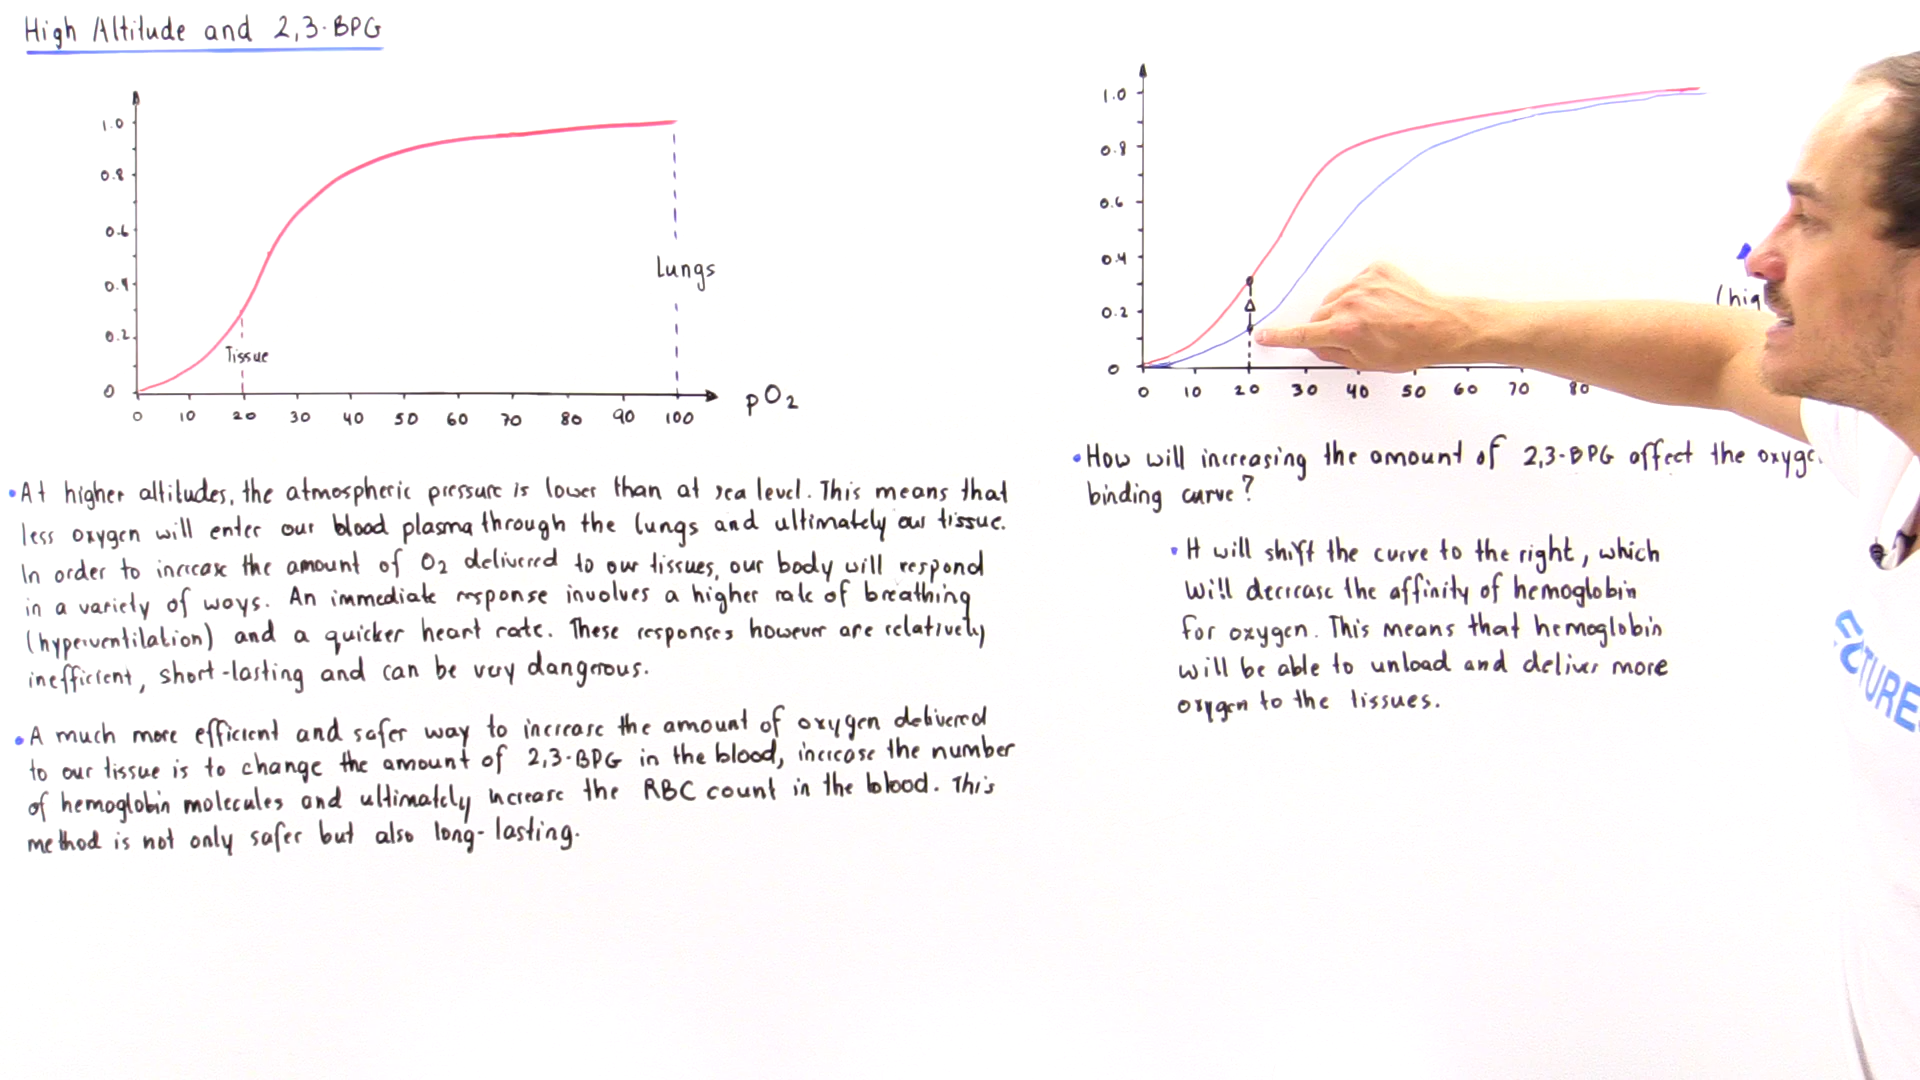 High Altitude and 2,3-BPG
1.0
0.8
0.6
0.4
0.2
0
Tissue
Lungs
0 10 20 30 40 50 60 70 80 90 100
pO2
• At higher altitudes, the atmospheric pressure is lower than at sea level. This means that
less oxygen will enter our blood plasma through the lungs and ultimately our tissue.
In order to increase the amount of O2 delivered to our tissues, our body will respond
in a variety of ways. An immediate response involves a higher rate of breathing
(hyperventilation) and a quicker heart rate. These responses however are relatively
inefficient, short-lasting and can be very dangerous.
• A much more efficient and safer way to increase the amount of oxygen delivered
to our tissue is to change the amount of 2,3-BPG in the blood, increase the number
of hemoglobin molecules and ultimately increase the RBC count in the blood. This
method is not only safer but also long-lasting.
1.0
0.8
0.6
0.4
0.2
0
Δ
0 10 20 30 40 50 60 70 80
(hig
• How will increasing the amount of 2,3-BPG affect the oxyge
binding curve?
• It will shift the curve to the right, which
will decrease the affinity of hemoglobin
for oxygen. This means that hemoglobin
will be able to unload and deliver more
oxygen to the tissues.
CTURE